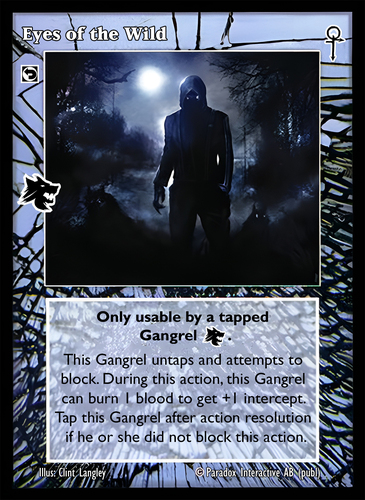 Eyes of the Wild
Only usable by a tapped
Gangrel .
This Gangrel untaps and attempts to
block. During this action, this Gangrel
can burn 1 blood to get +1 intercept.
Tap this Gangrel after action resolution
if he or she did not block this action.
Illus: Clint Langley
© Paradox Interactive AB (publ)